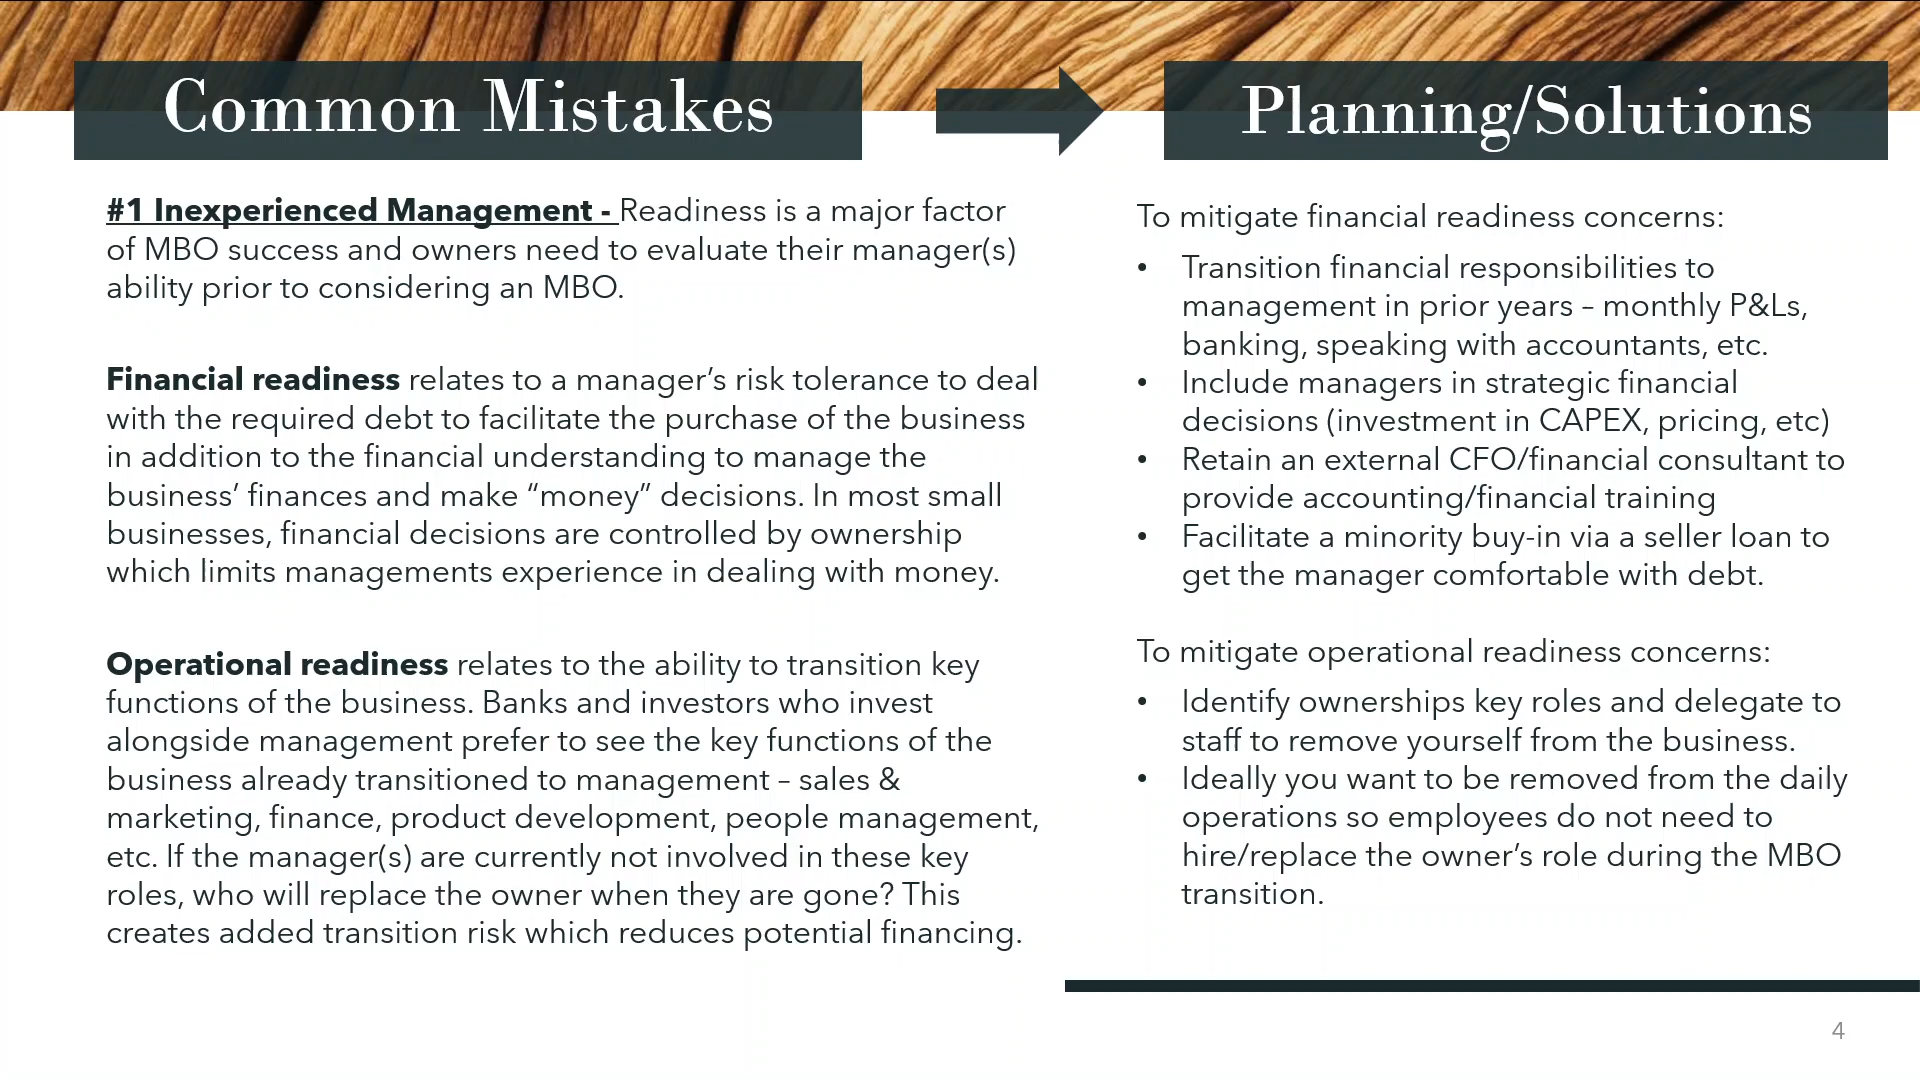 Common Mistakes
Planning/Solutions
#1 Inexperienced Management - Readiness is a major factor
of MBO success and owners need to evaluate their manager(s)
ability prior to considering an MBO.
Financial readiness relates to a manager’s risk tolerance to deal
with the required debt to facilitate the purchase of the business
in addition to the financial understanding to manage the
business’ finances and make “money” decisions. In most small
businesses, financial decisions are controlled by ownership
which limits managements experience in dealing with money.
Operational readiness relates to the ability to transition key
functions of the business. Banks and investors who invest
alongside management prefer to see the key functions of the
business already transitioned to management – sales &
marketing, finance, product development, people management,
etc. If the manager(s) are currently not involved in these key
roles, who will replace the owner when they are gone? This
creates added transition risk which reduces potential financing.
To mitigate financial readiness concerns:
• Transition financial responsibilities to
management in prior years – monthly P&Ls,
banking, speaking with accountants, etc.
• Include managers in strategic financial
decisions (investment in CAPEX, pricing, etc)
• Retain an external CFO/financial consultant to
provide accounting/financial training
• Facilitate a minority buy-in via a seller loan to
get the manager comfortable with debt.
To mitigate operational readiness concerns:
• Identify ownerships key roles and delegate to
staff to remove yourself from the business.
• Ideally you want to be removed from the daily
operations so employees do not need to
hire/replace the owner’s role during the MBO
transition.
4